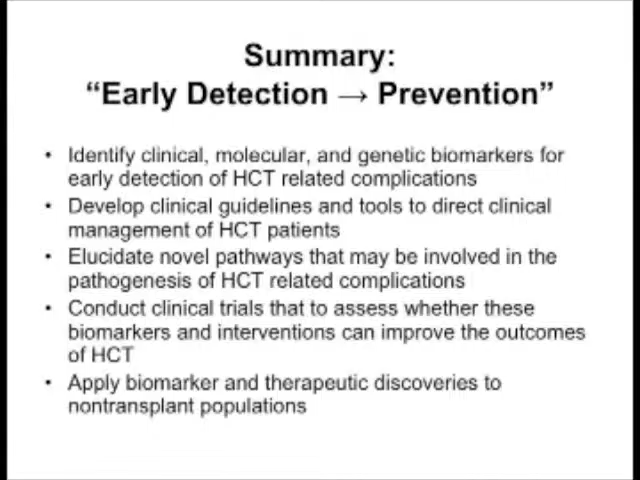 Summary:
“Early Detection → Prevention”
• Identify clinical, molecular, and genetic biomarkers for
early detection of HCT related complications
• Develop clinical guidelines and tools to direct clinical
management of HCT patients
• Elucidate novel pathways that may be involved in the
pathogenesis of HCT related complications
• Conduct clinical trials that to assess whether these
biomarkers and interventions can improve the outcomes
of HCT
• Apply biomarker and therapeutic discoveries to
nontransplant populations